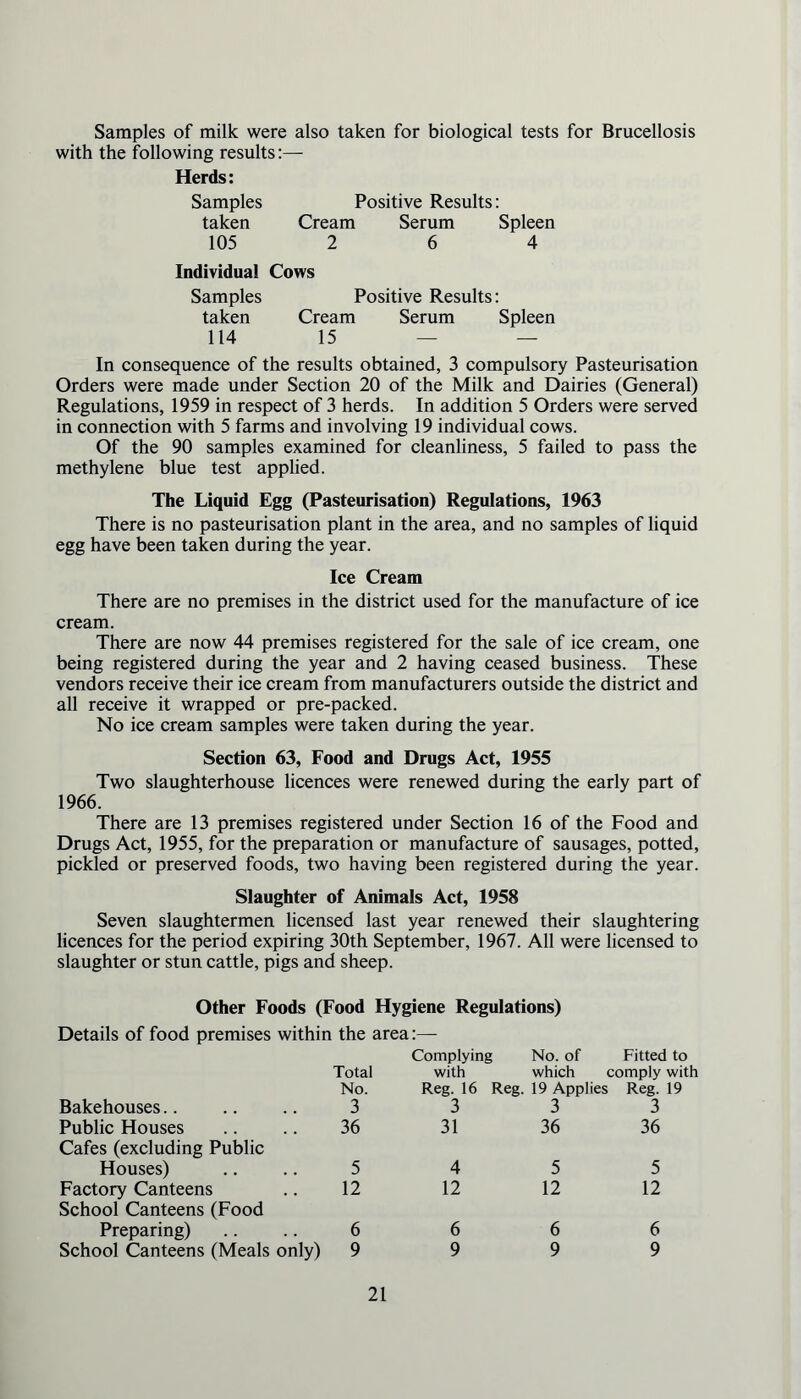 Samples of milk were also taken for biological tests for Brucellosis
with the following results:—
Herds:
Samples Positive Results:
taken Cream Serum Spleen
105 2 6 4
Individual Cows
Samples Positive Results:
taken Cream Serum Spleen
114 15 — —
In consequence of the results obtained, 3 compulsory Pasteurisation
Orders were made under Section 20 of the Milk and Dairies (General)
Regulations, 1959 in respect of 3 herds. In addition 5 Orders were served
in connection with 5 farms and involving 19 individual cows.
Of the 90 samples examined for cleanliness, 5 failed to pass the
methylene blue test applied.
The Liquid Egg (Pasteurisation) Regulations, 1963
There is no pasteurisation plant in the area, and no samples of liquid
egg have been taken during the year.
Ice Cream
There are no premises in the district used for the manufacture of ice
cream.
There are now 44 premises registered for the sale of ice cream, one
being registered during the year and 2 having ceased business. These
vendors receive their ice cream from manufacturers outside the district and
all receive it wrapped or pre-packed.
No ice cream samples were taken during the year.
Section 63, Food and Drugs Act, 1955
Two slaughterhouse licences were renewed during the early part of
1966.
There are 13 premises registered under Section 16 of the Food and
Drugs Act, 1955, for the preparation or manufacture of sausages, potted,
pickled or preserved foods, two having been registered during the year.
Slaughter of Animals Act, 1958
Seven slaughtermen licensed last year renewed their slaughtering
licences for the period expiring 30th September, 1967. All were licensed to
slaughter or stun cattle, pigs and sheep.
Other Foods (Food Hygiene Regulations)
Details of food premises within the area:—
Complying No. of Fitted to
Total with which comply with
No. Reg. 16 Reg. 19 Applies Reg. 19
Bakehouses.. .. .. 3 3 3 3
Public Houses .. .. 36 31 36 36
Cafes (excluding Public
Houses) .. .. 5 4 5 5
Factory Canteens .. 12 12 12 12
School Canteens (Food
Preparing) .. .. 6 6 6 6
School Canteens (Meals only) 9 9 9 9
21